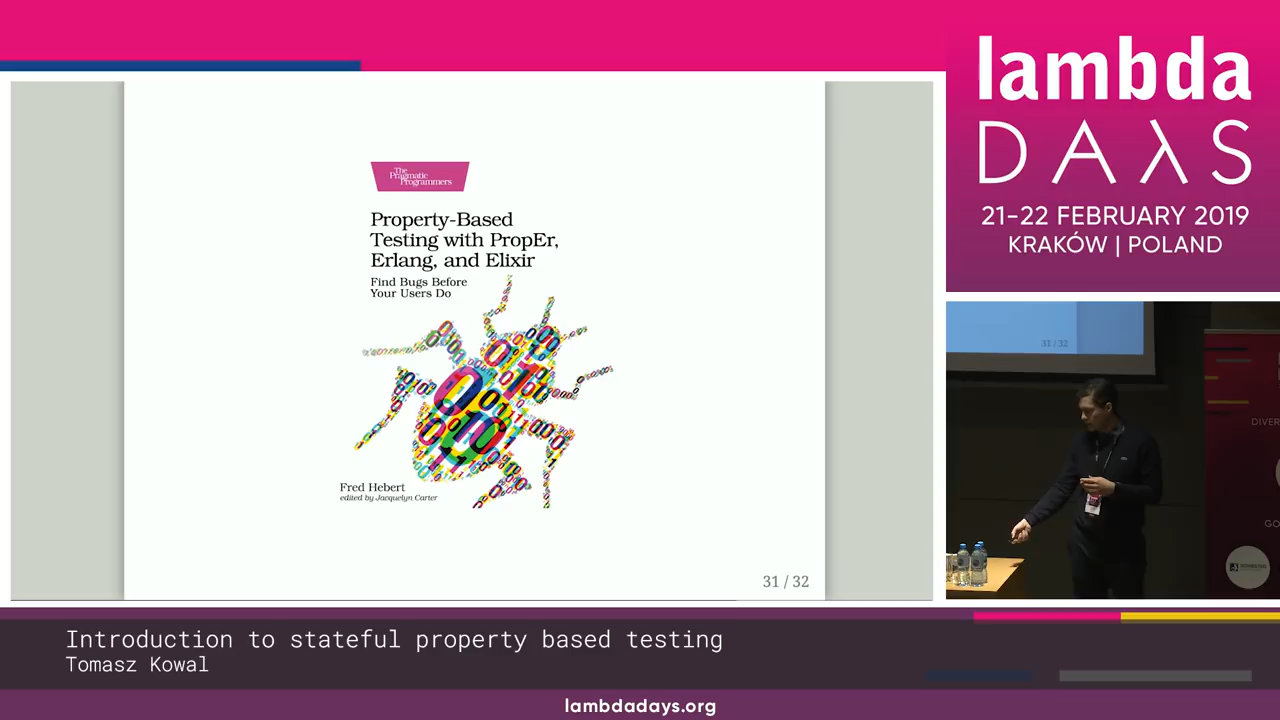 lambda
DAλS
21-22 FEBRUARY 2019
KRAKÓW | POLAND
The
Pragmatic
Programmers
Property-Based
Testing with PropEr,
Erlang, and Elixir
Find Bugs Before
Your Users Do
Fred Hebert
edited by Jacquelyn Carter
31 / 32
31 / 32
DIVER
GO
Introduction to stateful property based testing
Tomasz Kowal
lambdadays.org